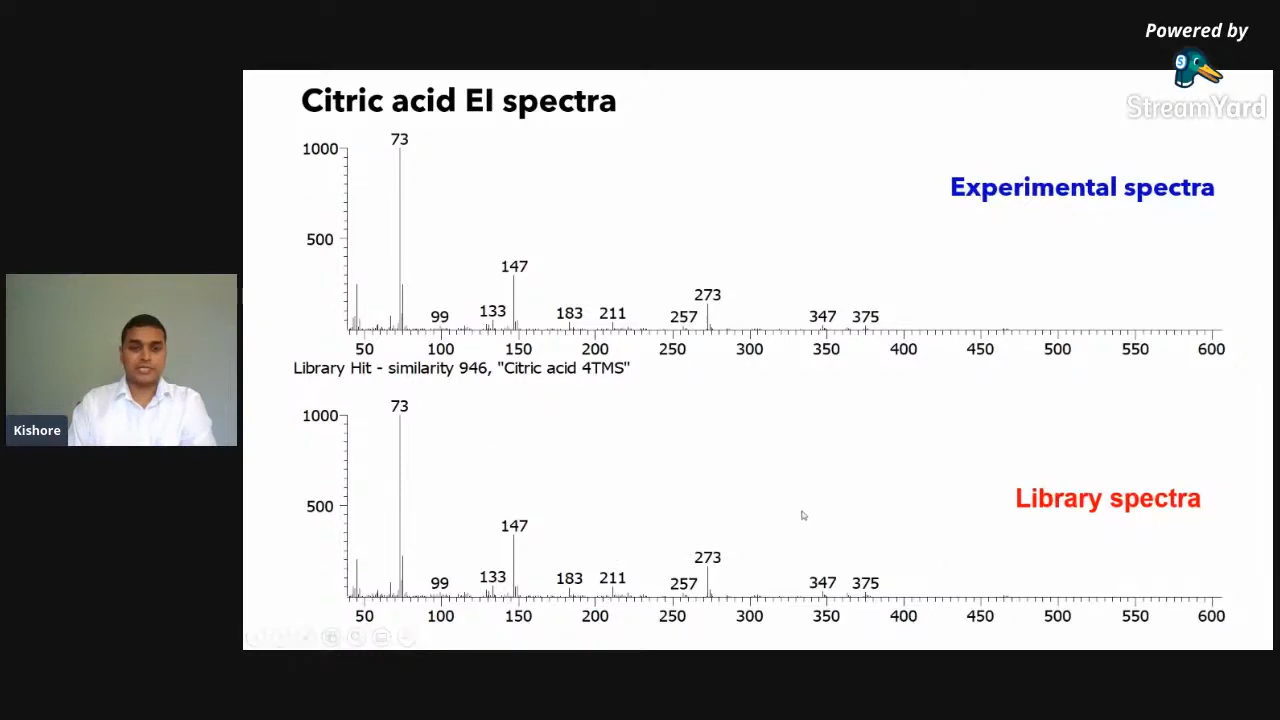 Powered by
StreamYard
Citric acid EI spectra
Experimental spectra
1000
500
73
99
133
147
183
211
257
273
347
375
50 100 150 200 250 300 350 400 450 500 550 600
Library Hit - similarity 946, "Citric acid 4TMS"
Library spectra
1000
500
73
99
133
147
183
211
257
273
347
375
50 100 150 200 250 300 350 400 450 500 550 600
Kishore